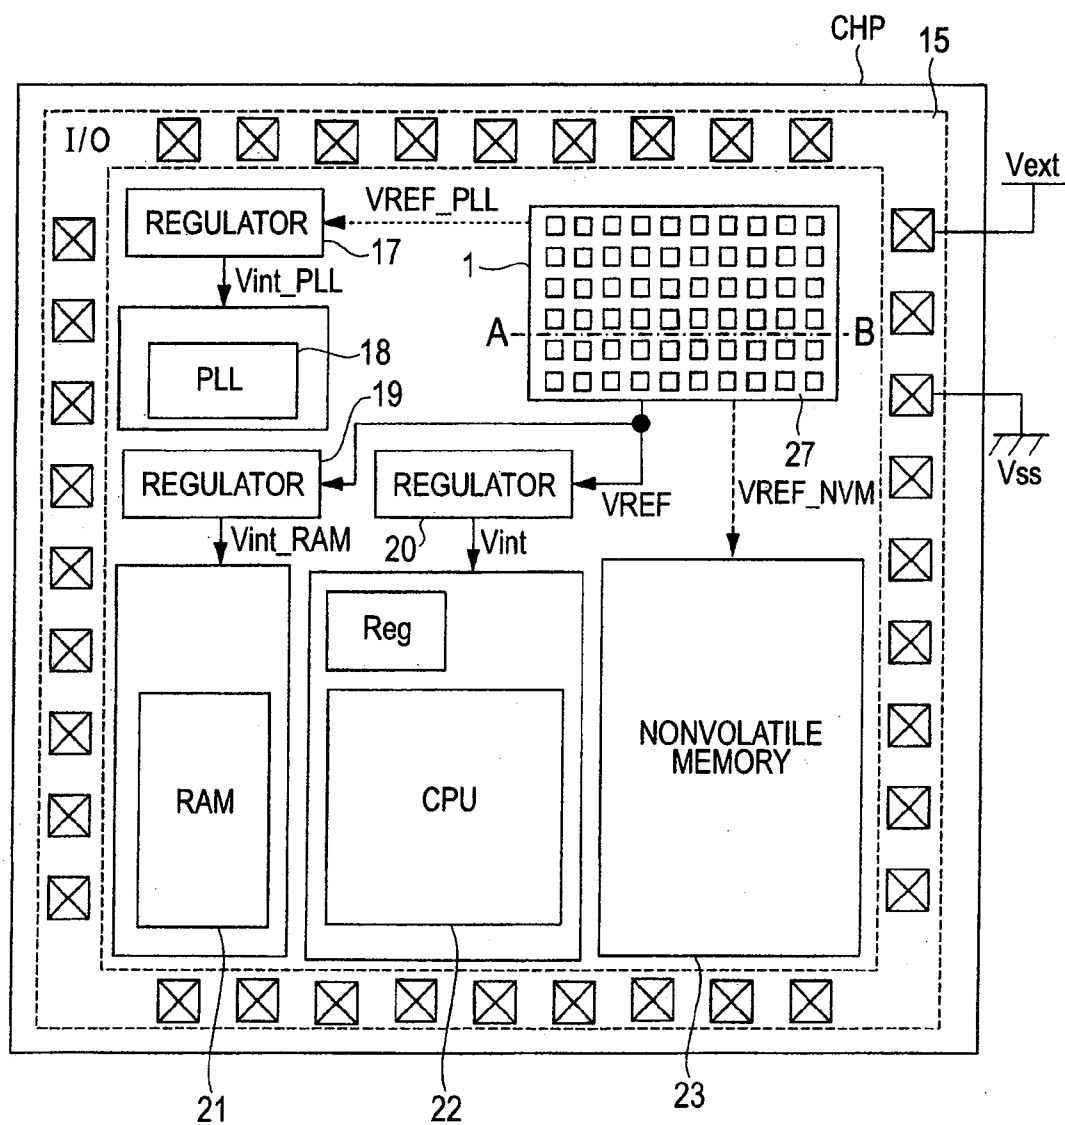 CHP
15
I/O
Vext
VREF_PLL
REGULATOR
17
1
Vint_PLL
A
B
18
PLL
19
27
REGULATOR
REGULATOR
VREF
VREF_NVM
Vss
Vint_RAM
20
Vint
Reg
NONVOLATILE
MEMORY
RAM
CPU
21
22
23